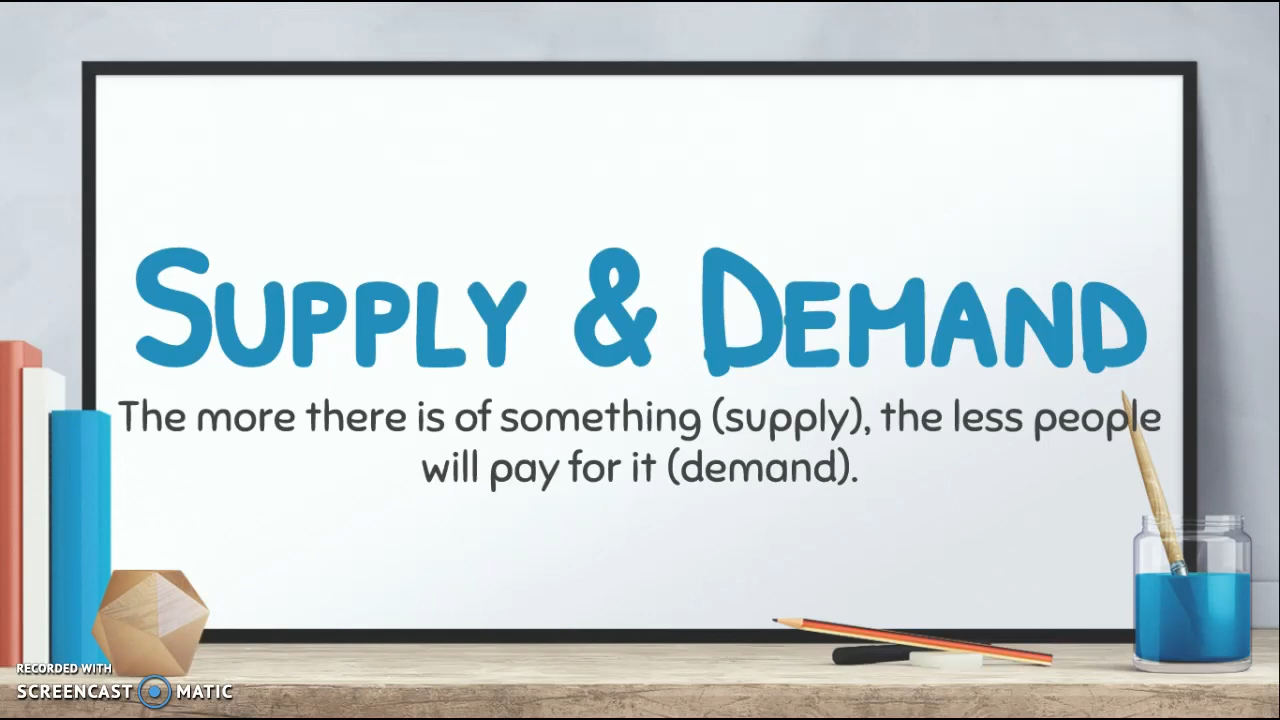 SUPPLY & DEMAND
The more there is of something (supply), the less people
will pay for it (demand).
RECORDED WITH
SCREENCAST MATIC